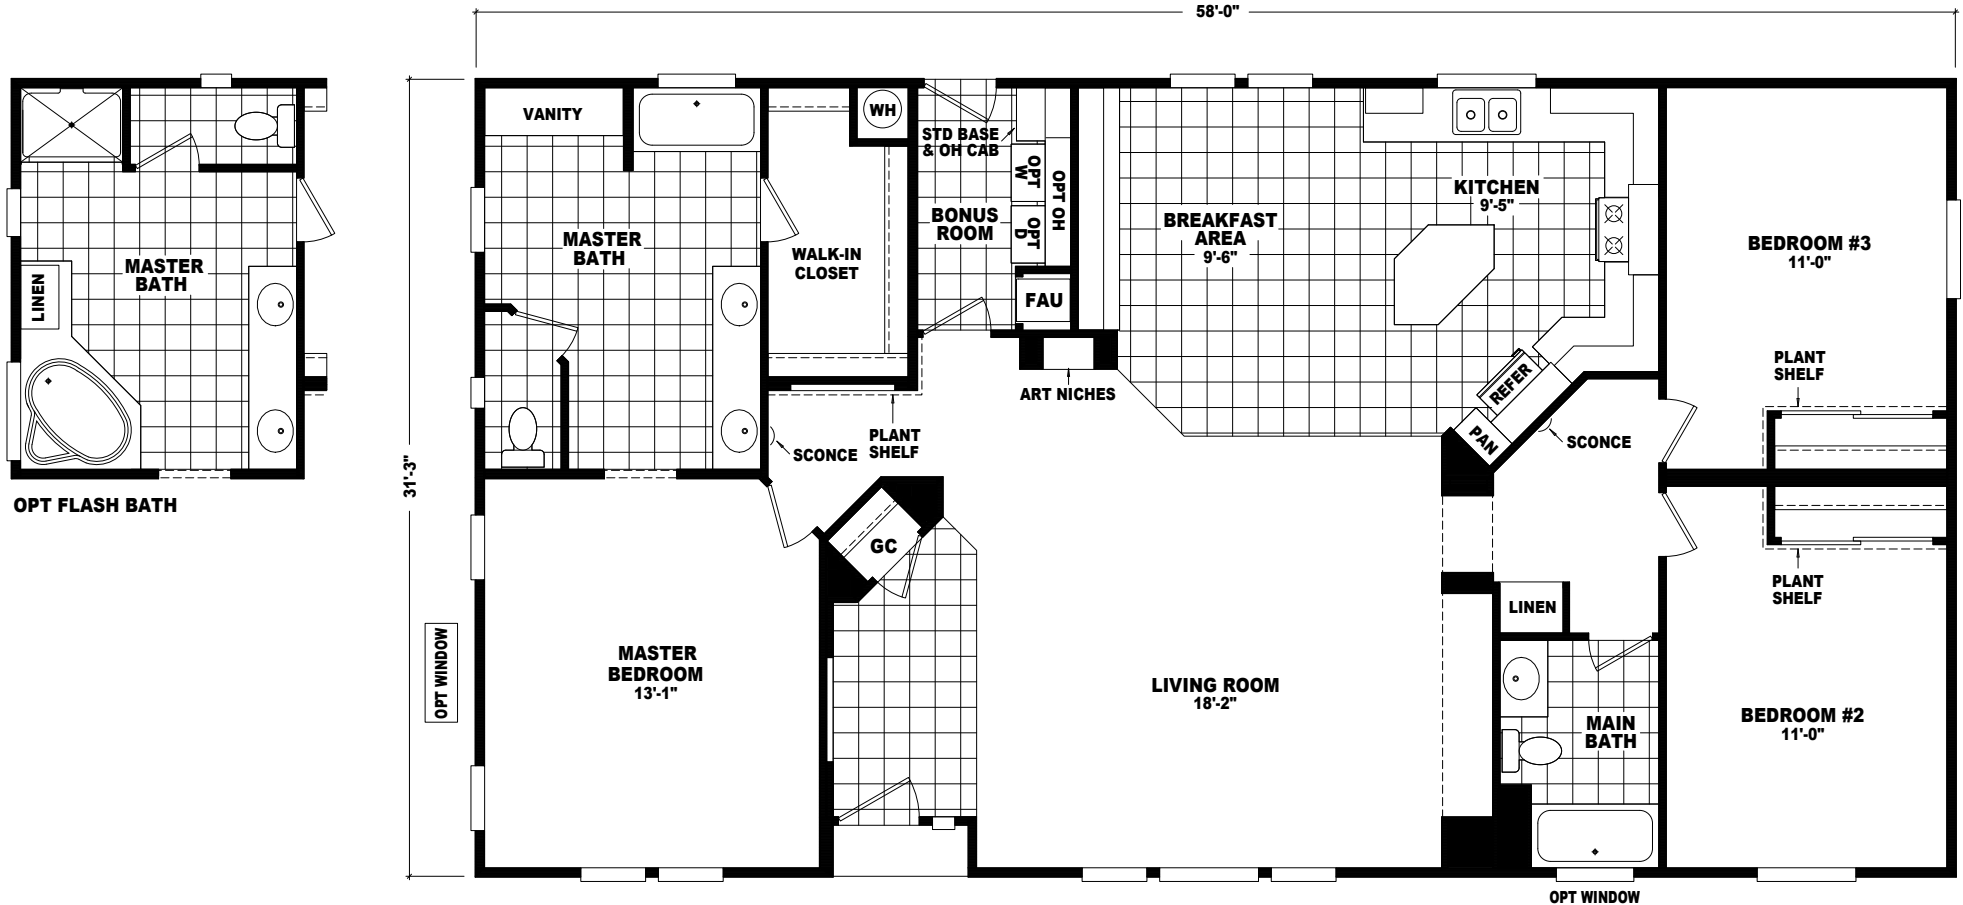 58'-0"
VANITY
WH
STD BASE
& OH CAB
OPT
W
OPT OH
OPT
D
KITCHEN
9'-5"
BONUS
ROOM
BREAKFAST
AREA
9'-6"
MASTER
BATH
WALK-IN
CLOSET
BEDROOM #3
11'-0"
MASTER
BATH
LINEN
FAU
PLANT
SHELF
REFER
ART NICHES
PAN
SCONCE
PLANT
SHELF
SCONCE
31'-3"
OPT FLASH BATH
GC
PLANT
SHELF
LINEN
OPT WINDOW
MASTER
BEDROOM
13'-1"
LIVING ROOM
18'-2"
BEDROOM #2
11'-0"
MAIN
BATH
OPT WINDOW